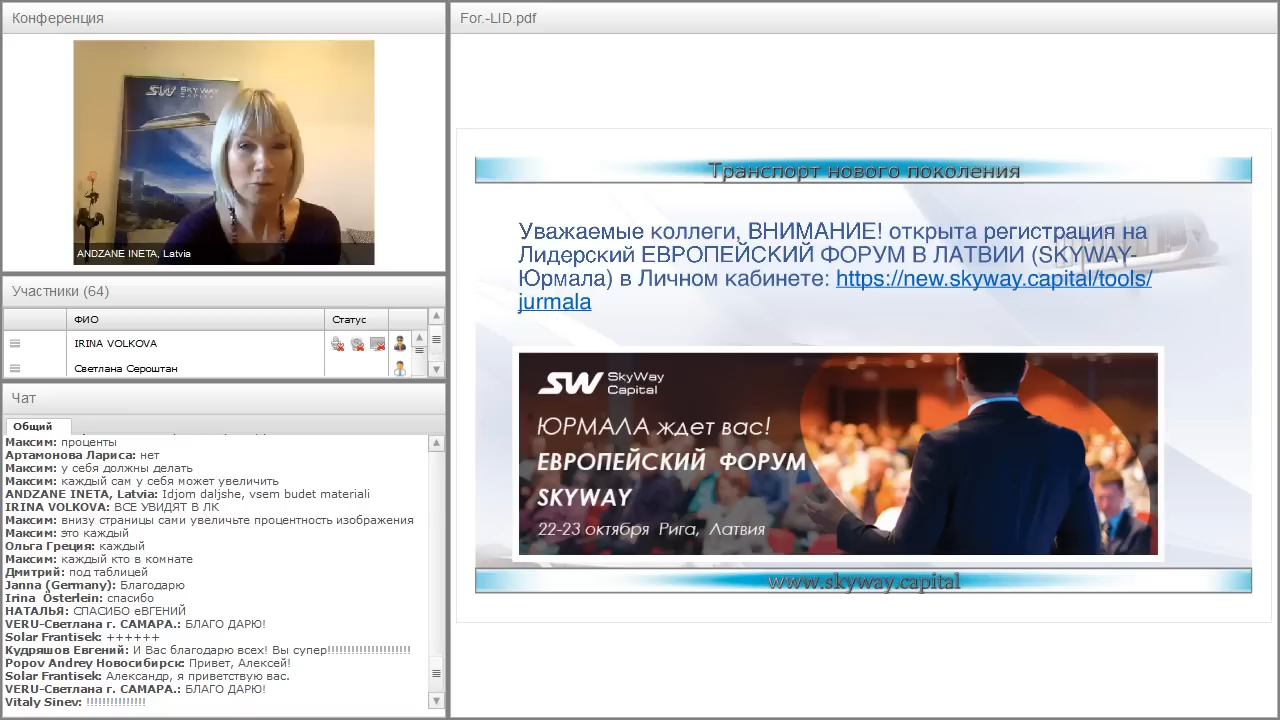 Конференция
SW SKYWAY
CAPITAL
ANDZANE INETA, Latvia
Участники (64)
ФИО
Статус
IRINA VOLKOVA
Светлана Сероштан
Чат
Общий
Максим: проценты
Артамонова Лариса: нет
Максим: у себя должны делать
Максим: каждый сам у себя может увеличить
ANDZANE INETA, Latvia: Idjom daljshe, vsem budet materiali
IRINA VOLKOVA: ВСЕ УВИДЯТ В ЛК
Максим: внизу страницы сами увеличьте процентность изображения
Максим: это каждый
Ольга Греция: каждый
Максим: каждый кто в комнате
Дмитрий: под таблицей
Janna (Germany): Благодарю
Irina Österlein: спасибо
НАТАЛЬЯ: СПАСИБО еВГЕНИЙ
VERU-Светлана г. САМАРА.: БЛАГО ДАРЮ!
Solar Frantisek: ++++++
Кудряшов Евгений: И Вас благодарю всех! Вы супер!!!!!!!!!!!!!!!!!!!!!
Popov Andrey Новосибирск: Привет, Алексей!
Solar Frantisek: Александр, я приветствую вас.
VERU-Светлана г. САМАРА.: БЛАГО ДАРЮ!
Vitaly Sinev: !!!!!!!!!!!!!!!
For.-LID.pdf
Транспорт нового поколения
Уважаемые коллеги, ВНИМАНИЕ! открыта регистрация на
Лидерский ЕВРОПЕЙСКИЙ ФОРУМ В ЛАТВИИ (SKYWAY-
Юрмала) в Личном кабинете: https://new.skyway.capital/tools/
jurmala
SW SkyWay
Capital
ЮРМАЛА ждет вас!
ЕВРОПЕЙСКИЙ ФОРУМ
SKYWAY
22-23 октября Рига, Латвия
www.skyway.capital